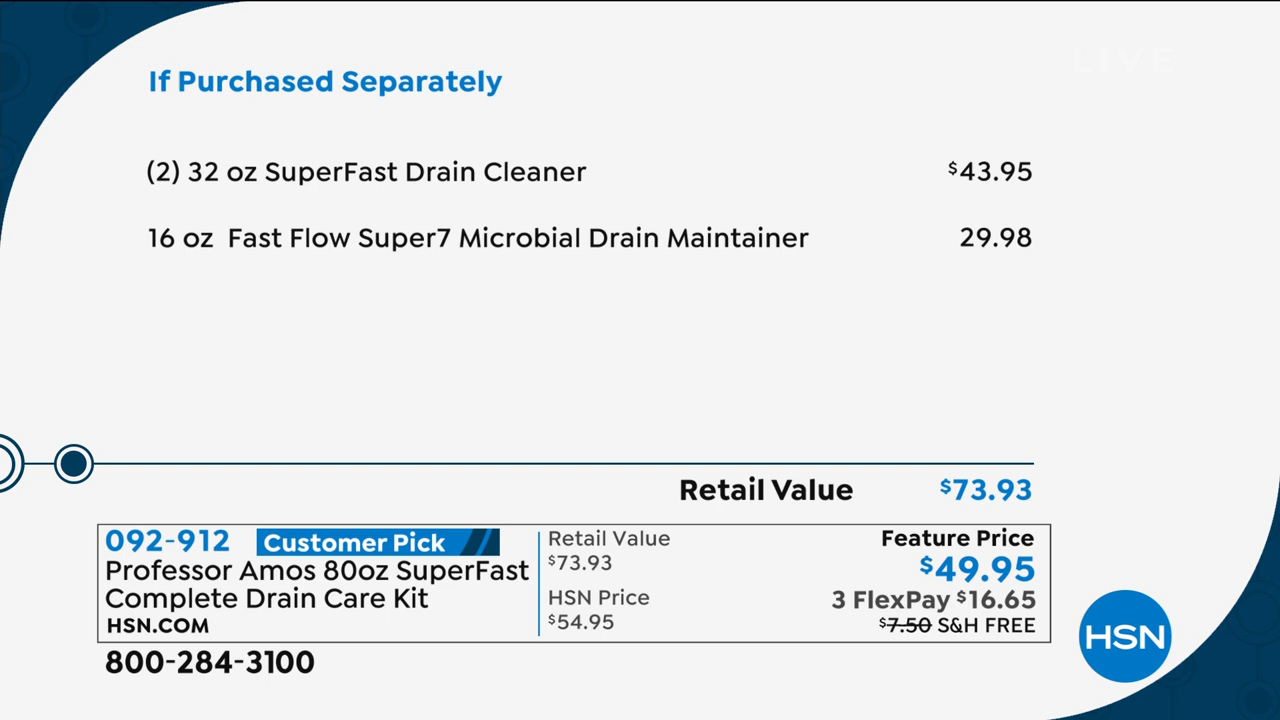 LIVE
If Purchased Separately
(2) 32 oz SuperFast Drain Cleaner $43.95
16 oz Fast Flow Super7 Microbial Drain Maintainer 29.98
Retail Value $73.93
092-912 Customer Pick
Professor Amos 80oz SuperFast
Complete Drain Care Kit
HSN.COM
Retail Value
$73.93
HSN Price
$54.95
Feature Price
$49.95
3 FlexPay $16.65
$7.50 S&H FREE
800-284-3100
HSN